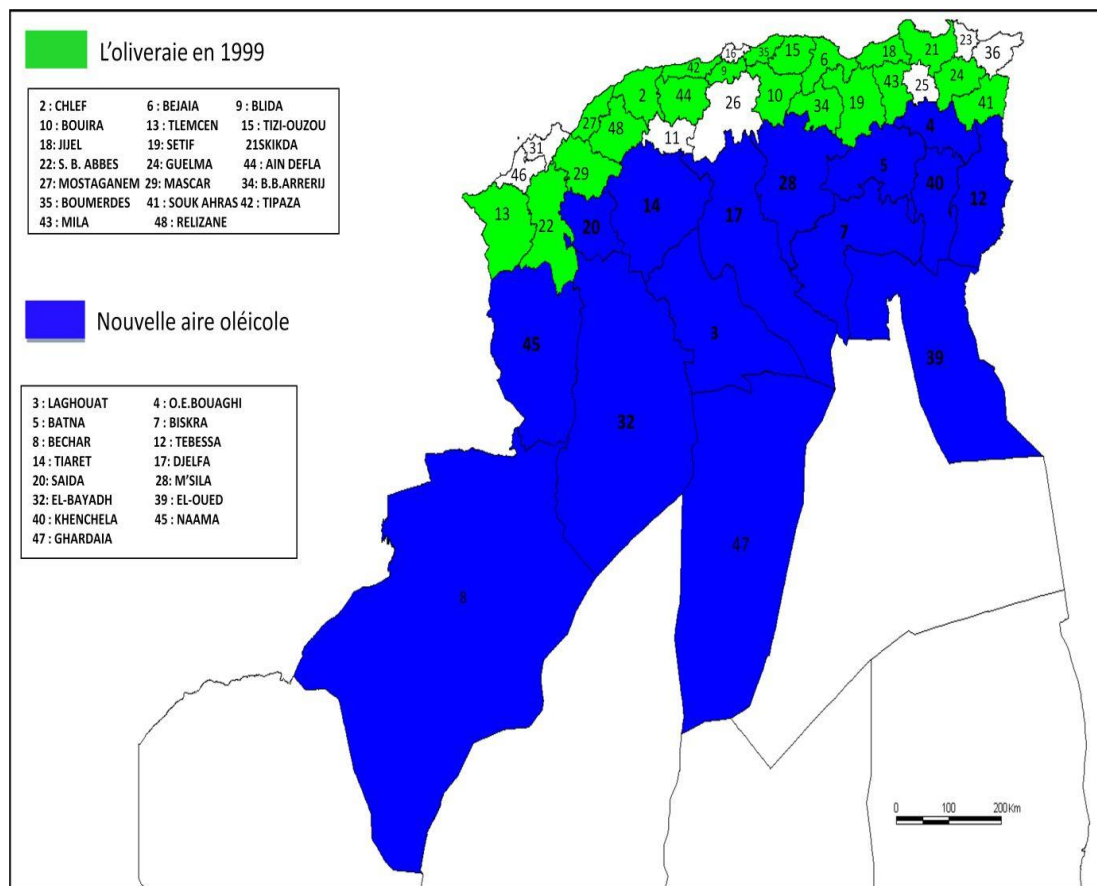 L'oliveraie en 1999
2 : CHLEF 6 : BEJAIA 9 : BLIDA
10 : BOUIRA 13 : TLEMCEN 15 : TIZI-OUZOU
18: JIJEL 19: SETIF 21SKIKDA
22: S. B. ABBES 24: GUELMA 44 : AIN DEFLA
27: MOSTAGANEM 29: MASCAR 34: B.B.ARRERIJ
35 : BOUMERDES 41 : SOUK AHRAS 42 : TIPAZA
43 : MILA 48 : RELIZANE
Nouvelle aire oléicole
3 : LAGHOUAT 4 : O.E.BOUAGHI
5 : BATNA 7 : BISKRA
8 : BECHAR 12 : TEBESSA
14 : TIARET 17: DJELFA
20: SAIDA 28: M'SILA
32: EL-BAYADH 39 : EL-OUED
40 : KHENCHELA 45 : NAAMA
47 : GHARDAIA
23
16 35 15 18 21 36
42 9 6
2 44 10 43 24
26 34 19 25 41
27 48 11 4
31
46 29 5
28 40 12
13 22 20 14 17 7
45 3 39
32
47
8
0 100 200 Km